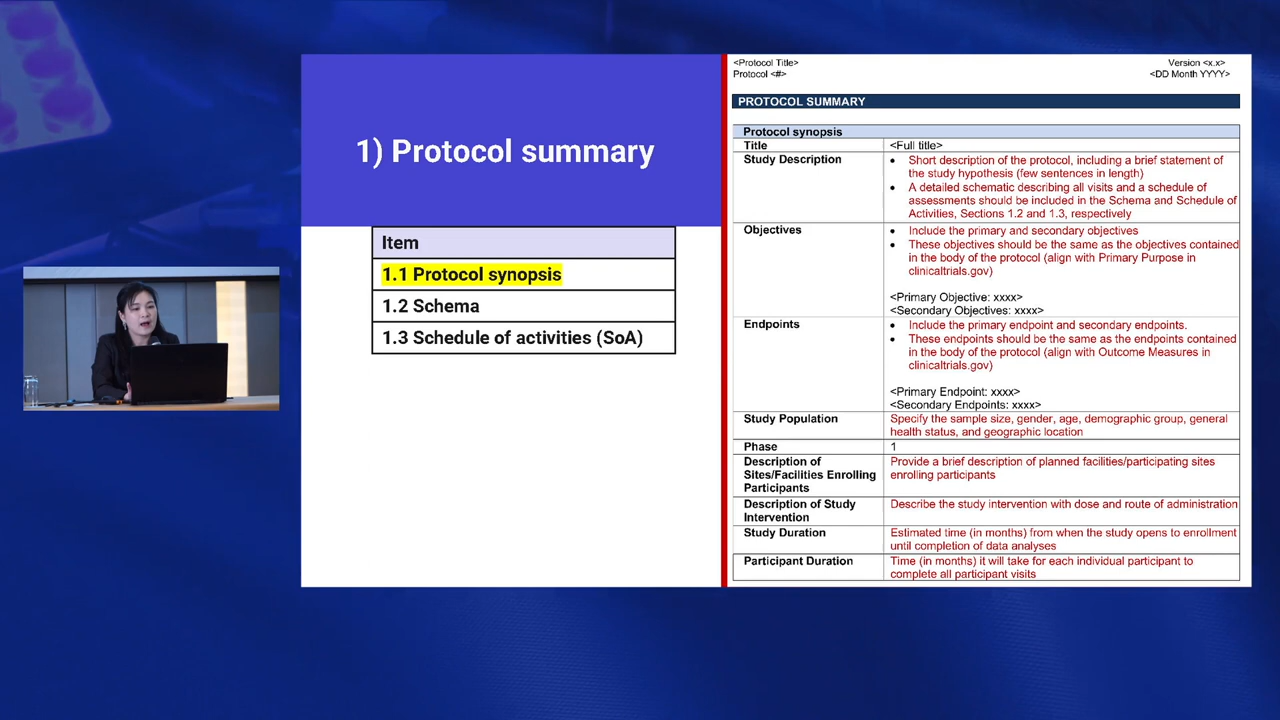 1) Protocol summary
Item
1.1 Protocol synopsis
1.2 Schema
1.3 Schedule of activities (SoA)
<Protocol Title>
Protocol <#>
Version <x.x>
<DD Month YYYY>
PROTOCOL SUMMARY
Protocol synopsis
Title
<Full title>
Study Description
• Short description of the protocol, including a brief statement of
the study hypothesis (few sentences in length)
• A detailed schematic describing all visits and a schedule of
assessments should be included in the Schema and Schedule of
Activities, Sections 1.2 and 1.3, respectively
Objectives
• Include the primary and secondary objectives
• These objectives should be the same as the objectives contained
in the body of the protocol (align with Primary Purpose in
clinicaltrials.gov)
<Primary Objective: xxxx>
<Secondary Objectives: xxxx>
Endpoints
• Include the primary endpoint and secondary endpoints.
• These endpoints should be the same as the endpoints contained
in the body of the protocol (align with Outcome Measures in
clinicaltrials.gov)
<Primary Endpoint: xxxx>
<Secondary Endpoints: xxxx>
Study Population
Specify the sample size, gender, age, demographic group, general
health status, and geographic location
Phase
1
Description of
Sites/Facilities Enrolling
Participants
Provide a brief description of planned facilities/participating sites
enrolling participants
Description of Study
Intervention
Describe the study intervention with dose and route of administration
Study Duration
Estimated time (in months) from when the study opens to enrollment
until completion of data analyses
Participant Duration
Time (in months) it will take for each individual participant to
complete all participant visits